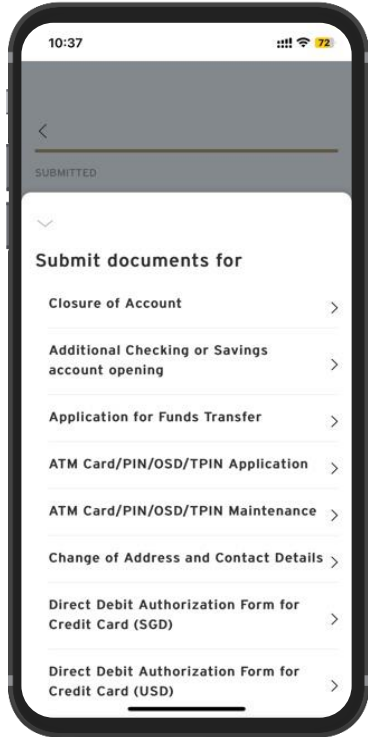 10:37
72
SUBMITTED
Submit documents for
Closure of Account
Additional Checking or Savings
account opening
Application for Funds Transfer
ATM Card/PIN/OSD/TPIN Application
ATM Card/PIN/OSD/TPIN Maintenance
Change of Address and Contact Details
Direct Debit Authorization Form for
Credit Card (SGD)
Direct Debit Authorization Form for
Credit Card (USD)